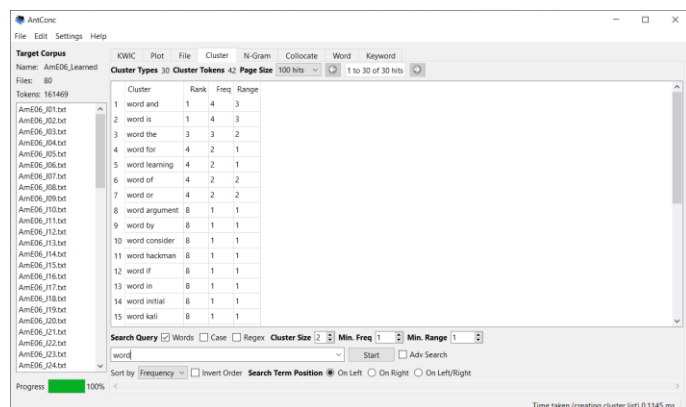 AntConc
File Edit Settings Help
Target Corpus
Name: AmE06_Learned
Files: 80
Tokens: 161469
AmE06_J01.txt
AmE06_J02.txt
AmE06_J03.txt
AmE06_J04.txt
AmE06_J05.txt
AmE06_J06.txt
AmE06_J07.txt
AmE06_J08.txt
AmE06_J09.txt
AmE06_J10.txt
AmE06_J11.txt
AmE06_J12.txt
AmE06_J13.txt
AmE06_J14.txt
AmE06_J15.txt
AmE06_J16.txt
AmE06_J17.txt
AmE06_J18.txt
AmE06_J19.txt
AmE06_J20.txt
AmE06_J21.txt
AmE06_J22.txt
AmE06_J23.txt
AmE06_J24.txt
Progress 100%
KWIC Plot File Cluster N-Gram Collocate Word Keyword
Cluster Types 30 Cluster Tokens 42 Page Size 100 hits 1 to 30 of 30 hits
Cluster Rank Freq Range
1 word and 1 4 3
2 word is 1 4 3
3 word the 3 3 2
4 word for 4 2 1
5 word learning 4 2 1
6 word of 4 2 2
7 word or 4 2 2
8 word argument 8 1 1
9 word by 8 1 1
10 word consider 8 1 1
11 word hackman 8 1 1
12 word if 8 1 1
13 word in 8 1 1
14 word initial 8 1 1
15 word kali 8 1 1
Search Query Words Case Regex Cluster Size 2 Min. Freq 1 Min. Range 1
word Start Adv Search
Sort by Frequency Invert Order Search Term Position On Left On Right On Left/Right
Time taken (creating cluster list) 0.1145 ms